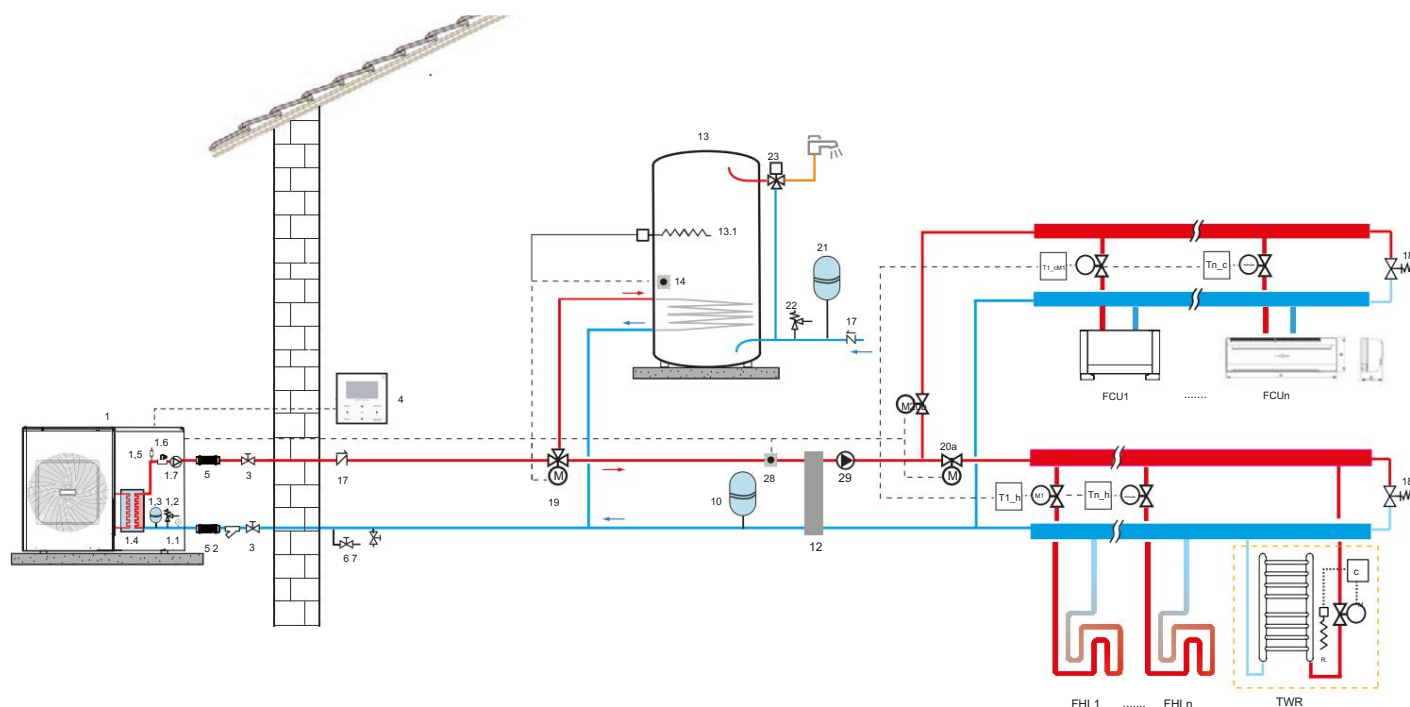 13
23
13.1
21
14
22
17
T1_cM1
Tn_c
18
FCU1
.......
FCUn
1
4
1.6
1,5
1.7
5
3
17
19
M
28
29
20a
M
10
12
1,3
1,2
1.4
1.1
5 2
3
6 7
T1_h
M1
Tn_h
18
C
R.
FHL1
.......
FHLn
TWR